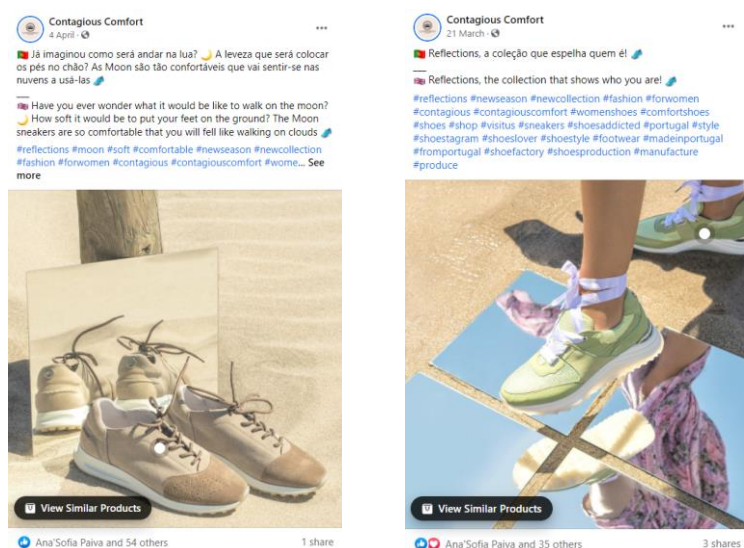 Contagious Comfort
4 April ·
Já imaginou como será andar na lua? 🌙 A leveza que será colocar
os pés no chão? As Moon são tão confortáveis que vai sentir-se nas
nuvens a usá-las
__
Have you ever wonder what it would be like to walk on the moon?
🌙 How soft it would be to put your feet on the ground? The Moon
sneakers are so comfortable that you will fell like walking on clouds
#reflections #moon #soft #comfortable #newseason #newcollection
#fashion #forwomen #contagious #contagiouscomfort #wome... See
more
View Similar Products
Ana'Sofia Paiva and 54 others
1 share
Contagious Comfort
21 March ·
Reflections, a coleção que espelha quem é!
__
Reflections, the collection that shows who you are!
#reflections #newseason #newcollection #fashion #forwomen
#contagious #contagiouscomfort #womenshoes #comfortshoes
#shoes #shop #visitus #sneakers #shoesaddicted #portugal #style
#shoestagram #shoeslover #shoestyle #footwear #madeinportugal
#fromportugal #shoefactory #shoesproduction #manufacture
#produce
View Similar Products
Ana'Sofia Paiva and 35 others
3 shares